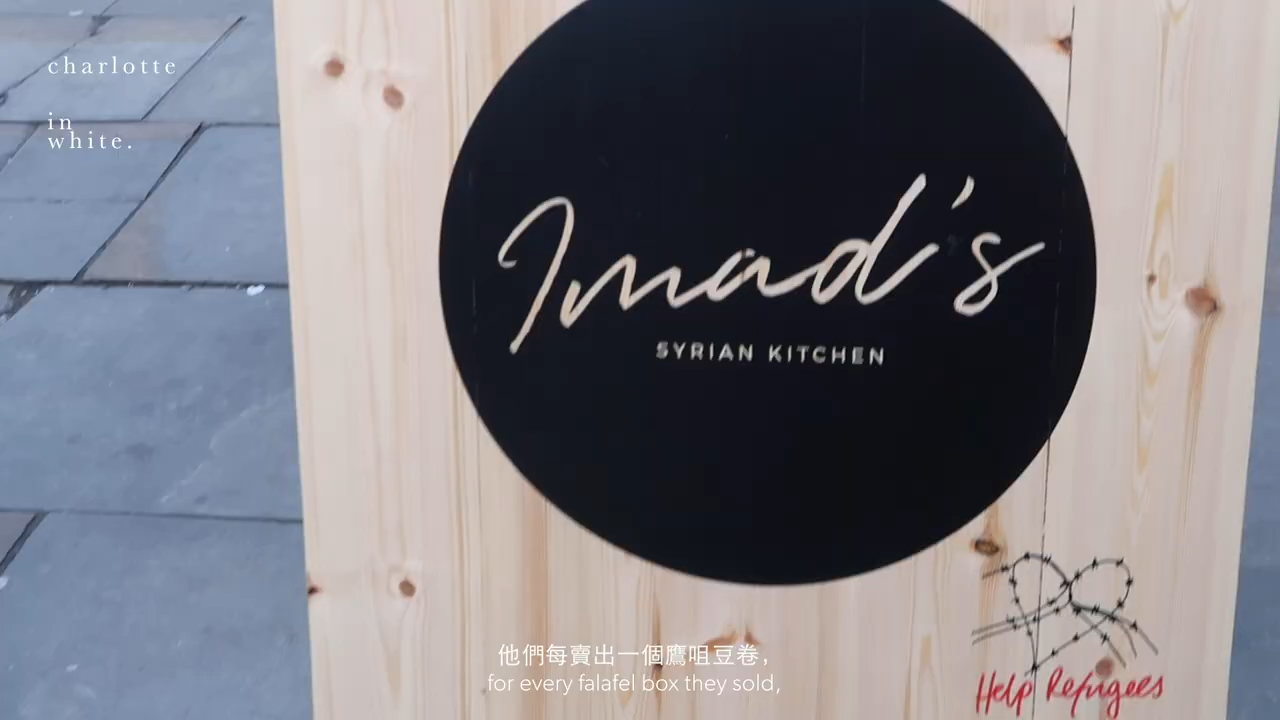 charlotte
in
white.
Imad's
SYRIAN KITCHEN
Help Refugees
他們每賣出一個鷹咀豆卷，
for every falafel box they sold,